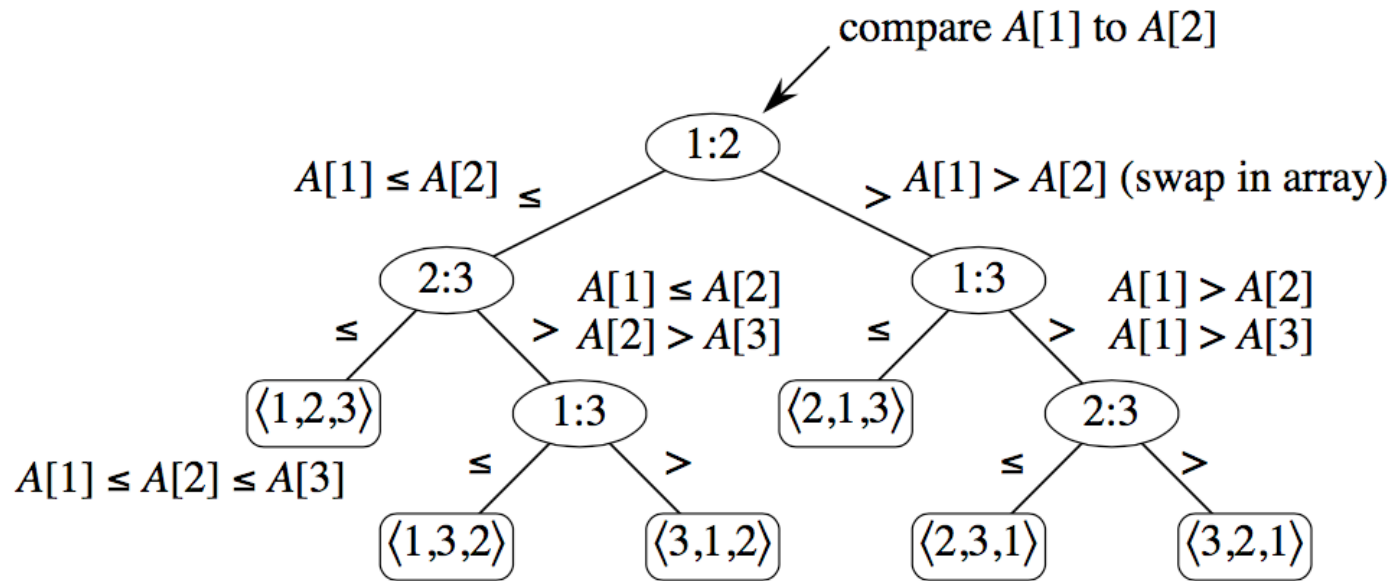 compare A[1] to A[2]
1:2
A[1] ≤ A[2] ≤
> A[1] > A[2] (swap in array)
2:3
A[1] ≤ A[2]
A[2] > A[3]
1:3
A[1] > A[2]
A[1] > A[3]
≤
>
≤
>
⟨1,2,3⟩
1:3
⟨2,1,3⟩
2:3
A[1] ≤ A[2] ≤ A[3]
≤
>
≤
>
⟨1,3,2⟩
⟨3,1,2⟩
⟨2,3,1⟩
⟨3,2,1⟩